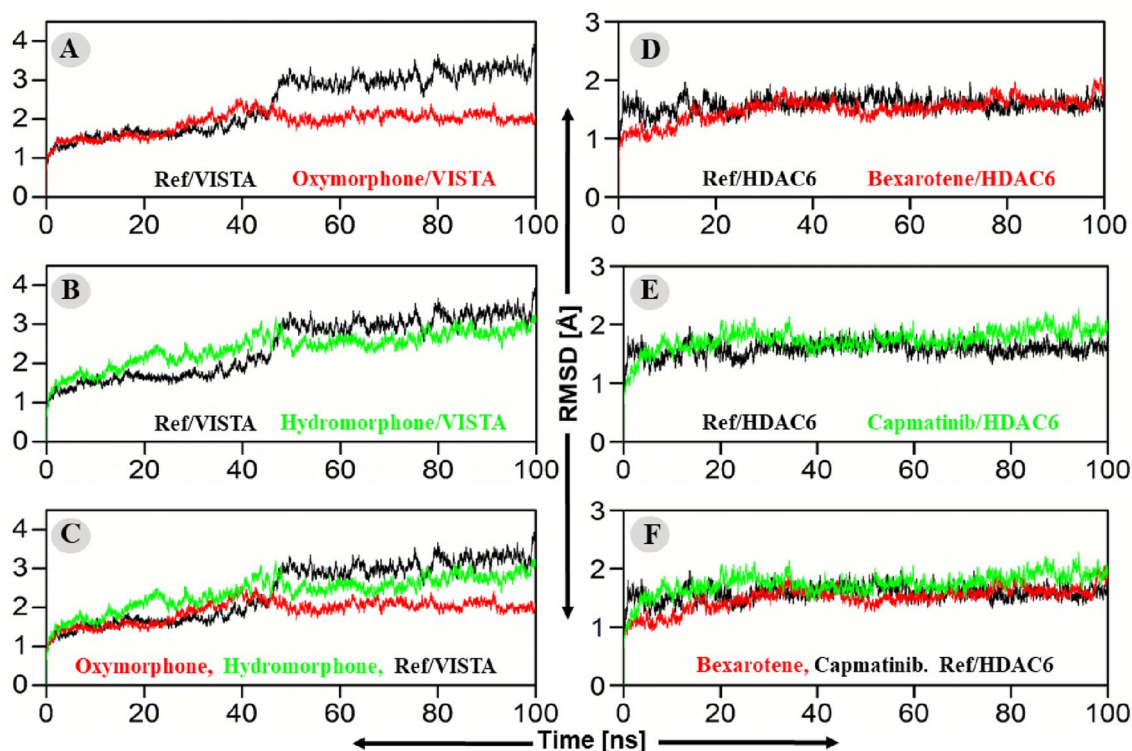 A
4
3
2
1
0
Ref/VISTA Oxymorphone/VISTA
0 20 40 60 80 100
D
3
2
1
0
Ref/HDAC6 Bexarotene/HDAC6
0 20 40 60 80 100
B
4
3
2
1
0
Ref/VISTA Hydromorphone/VISTA
0 20 40 60 80 100
RMSD [Å]
E
3
2
1
0
Ref/HDAC6 Capmatinib/HDAC6
0 20 40 60 80 100
C
4
3
2
1
0
Oxymorphone, Hydromorphone, Ref/VISTA
0 20 40 60 80 100
F
3
2
1
0
Bexarotene, Capmatinib. Ref/HDAC6
0 20 40 60 80 100
Time [ns]